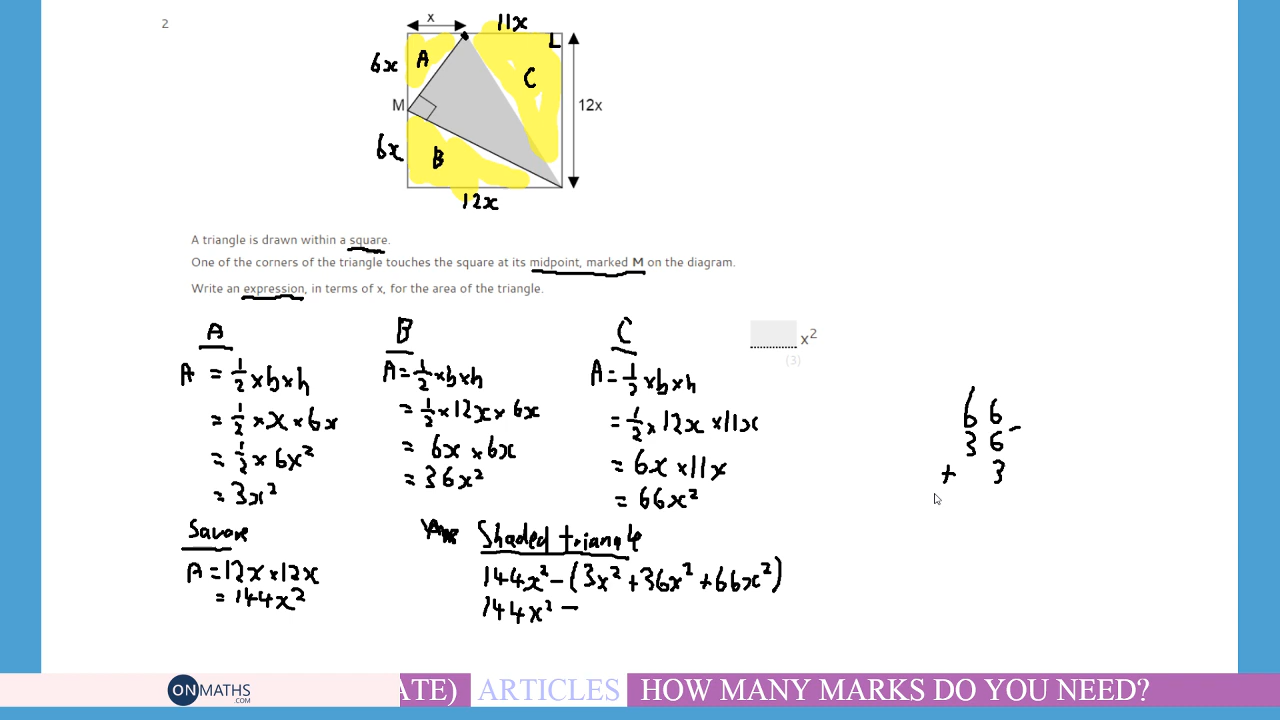 2
x 11x
6x A
C
M 12x
6x B
12x
A triangle is drawn within a square.
One of the corners of the triangle touches the square at its midpoint, marked M on the diagram.
Write an expression, in terms of x, for the area of the triangle.
A B C
x²
(3)
A = 1/2 × b × h
= 1/2 × x × 6x
= 1/2 × 6x²
= 3x²
A = 1/2 × b × h
= 1/2 × 12x × 6x
= 6x × 6x
= 36x²
A = 1/2 × b × h
= 1/2 × 12x × 11x
= 6x × 11x
= 66x²
66
36
+ 3
Square
A = 12x × 12x
= 144x²
Shaded triangle
144x² − (3x² + 36x² + 66x²)
144x² −
ONMATHS
.COM
ATE) ARTICLES HOW MANY MARKS DO YOU NEED?